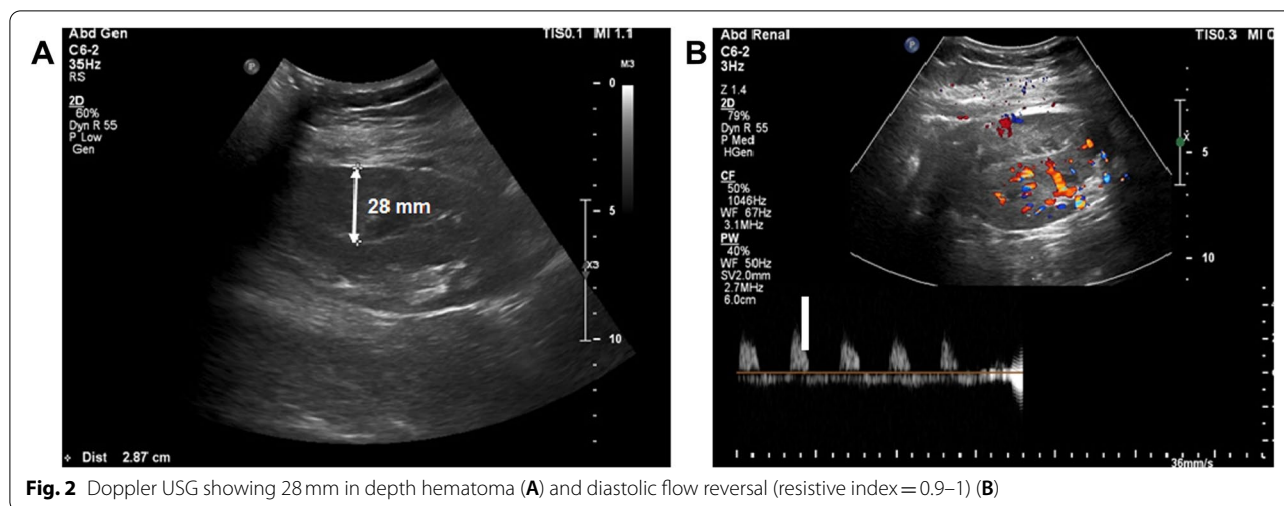 A
Abd Gen
C6-2
35Hz
RS
2D
60%
Dyn R 55
P Low
Gen
TIS0.1 MI 1.1
M3
P
0
5
X3
10
28 mm
Dist 2.87 cm
B
Abd Renal
C6-2
3Hz
Z 1.4
2D
79%
Dyn R 55
P Med
HGen
CF
50%
1046Hz
WF 67Hz
3.1MHz
PW
40%
WF 50Hz
SV2.0mm
2.7MHz
6.0cm
TIS0.3 MI 0
P
X
5
10
36mm/s
Fig. 2 Doppler USG showing 28 mm in depth hematoma (A) and diastolic flow reversal (resistive index = 0.9–1) (B)